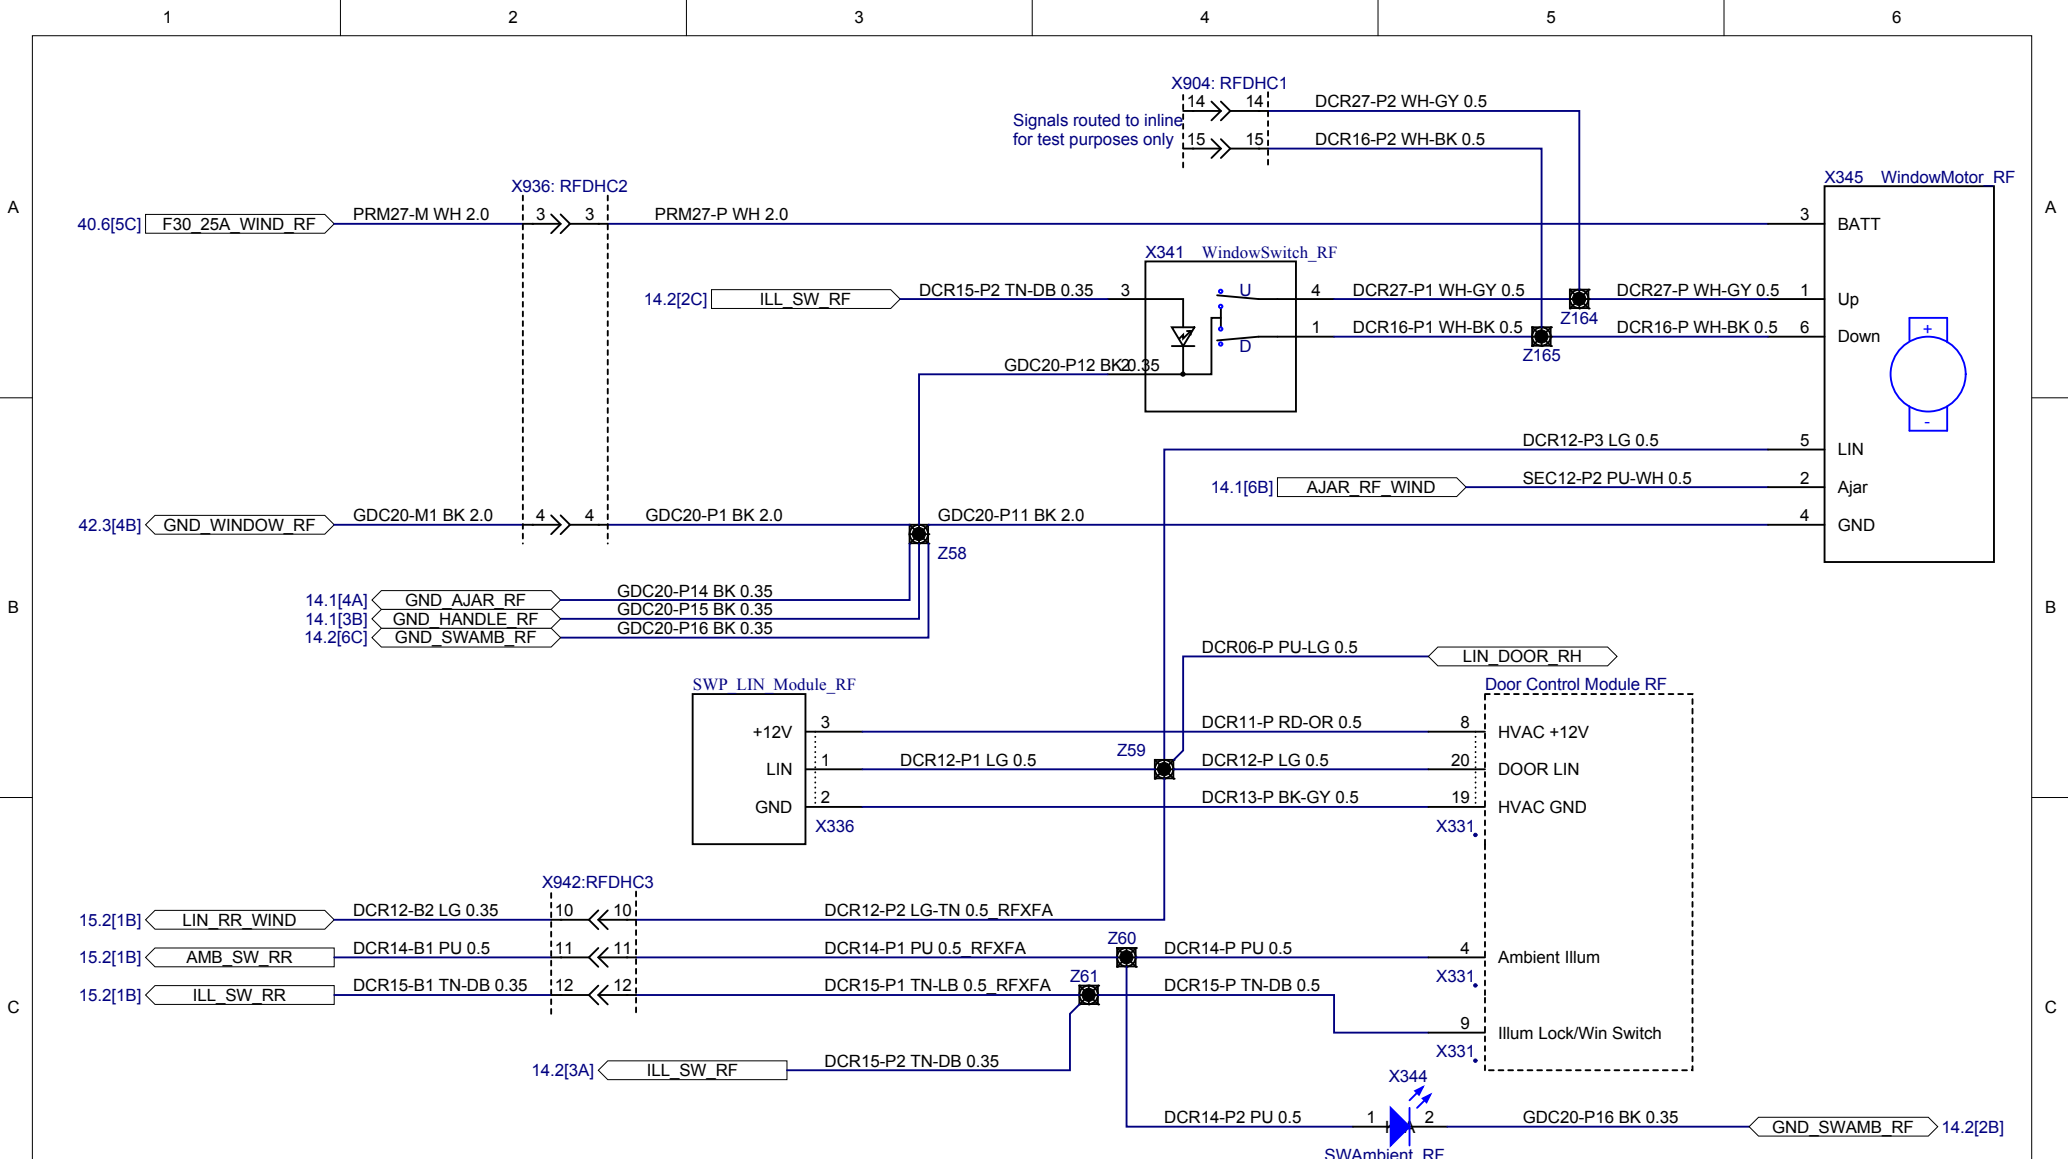 1 2 3 4 5 6
X904: RFDHC1
14 14 DCR27-P2 WH-GY 0.5
Signals routed to inline
for test purposes only
15 15 DCR16-P2 WH-BK 0.5
X936: RFDHC2
X345 WindowMotor_RF
A A
40.6[5C] F30_25A_WIND_RF PRM27-M WH 2.0 3 3 PRM27-P WH 2.0 3 BATT
X341 WindowSwitch_RF
14.2[2C] ILL_SW_RF DCR15-P2 TN-DB 0.35 3 U 4 DCR27-P1 WH-GY 0.5 DCR27-P WH-GY 0.5 1 Up
Z164
D 1 DCR16-P1 WH-BK 0.5 DCR16-P WH-BK 0.5 6 Down
Z165
+
GDC20-P12 BK 0.35 2
-
DCR12-P3 LG 0.5 5 LIN
14.1[6B] AJAR_RF_WIND SEC12-P2 PU-WH 0.5 2 Ajar
42.3[4B] GND_WINDOW_RF GDC20-M1 BK 2.0 4 4 GDC20-P1 BK 2.0 GDC20-P11 BK 2.0 4 GND
Z58
B B
14.1[4A] GND_AJAR_RF GDC20-P14 BK 0.35
14.1[3B] GND_HANDLE_RF GDC20-P15 BK 0.35
14.2[6C] GND_SWAMB_RF GDC20-P16 BK 0.35
DCR06-P PU-LG 0.5 LIN_DOOR_RH
SWP_LIN_Module_RF Door Control Module RF
+12V 3 DCR11-P RD-OR 0.5 8 HVAC +12V
Z59
LIN 1 DCR12-P1 LG 0.5 DCR12-P LG 0.5 20 DOOR LIN
GND 2 DCR13-P BK-GY 0.5 19 HVAC GND
X336 X331
X942:RFDHC3
15.2[1B] LIN_RR_WIND DCR12-B2 LG 0.35 10 10 DCR12-P2 LG-TN 0.5_RFXFA
Z60
15.2[1B] AMB_SW_RR DCR14-B1 PU 0.5 11 11 DCR14-P1 PU 0.5_RFXFA DCR14-P PU 0.5 4 Ambient Illum
Z61 X331
15.2[1B] ILL_SW_RR DCR15-B1 TN-DB 0.35 12 12 DCR15-P1 TN-LB 0.5_RFXFA DCR15-P TN-DB 0.5
C C
9 Illum Lock/Win Switch
X331
14.2[3A] ILL_SW_RF DCR15-P2 TN-DB 0.35
X344
DCR14-P2 PU 0.5 1 2 GDC20-P16 BK 0.35 GND_SWAMB_RF 14.2[2B]
SWAmbient_RF